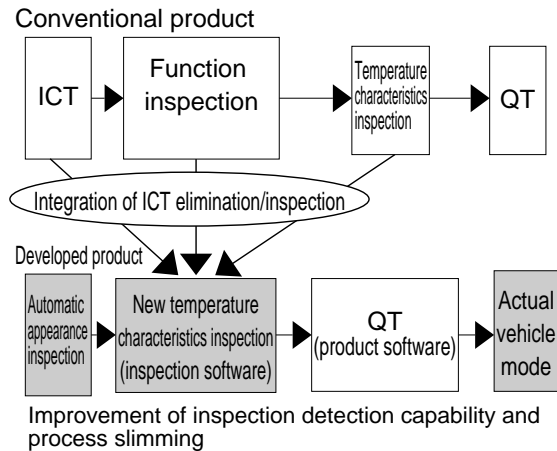 Conventional product
ICT
Function
inspection
Temperature
characteristics
inspection
QT
Integration of ICT elimination/inspection
Developed product
Automatic
appearance
inspection
New temperature
characteristics inspection
(inspection software)
QT
(product software)
Actual
vehicle
mode
Improvement of inspection detection capability and
process slimming